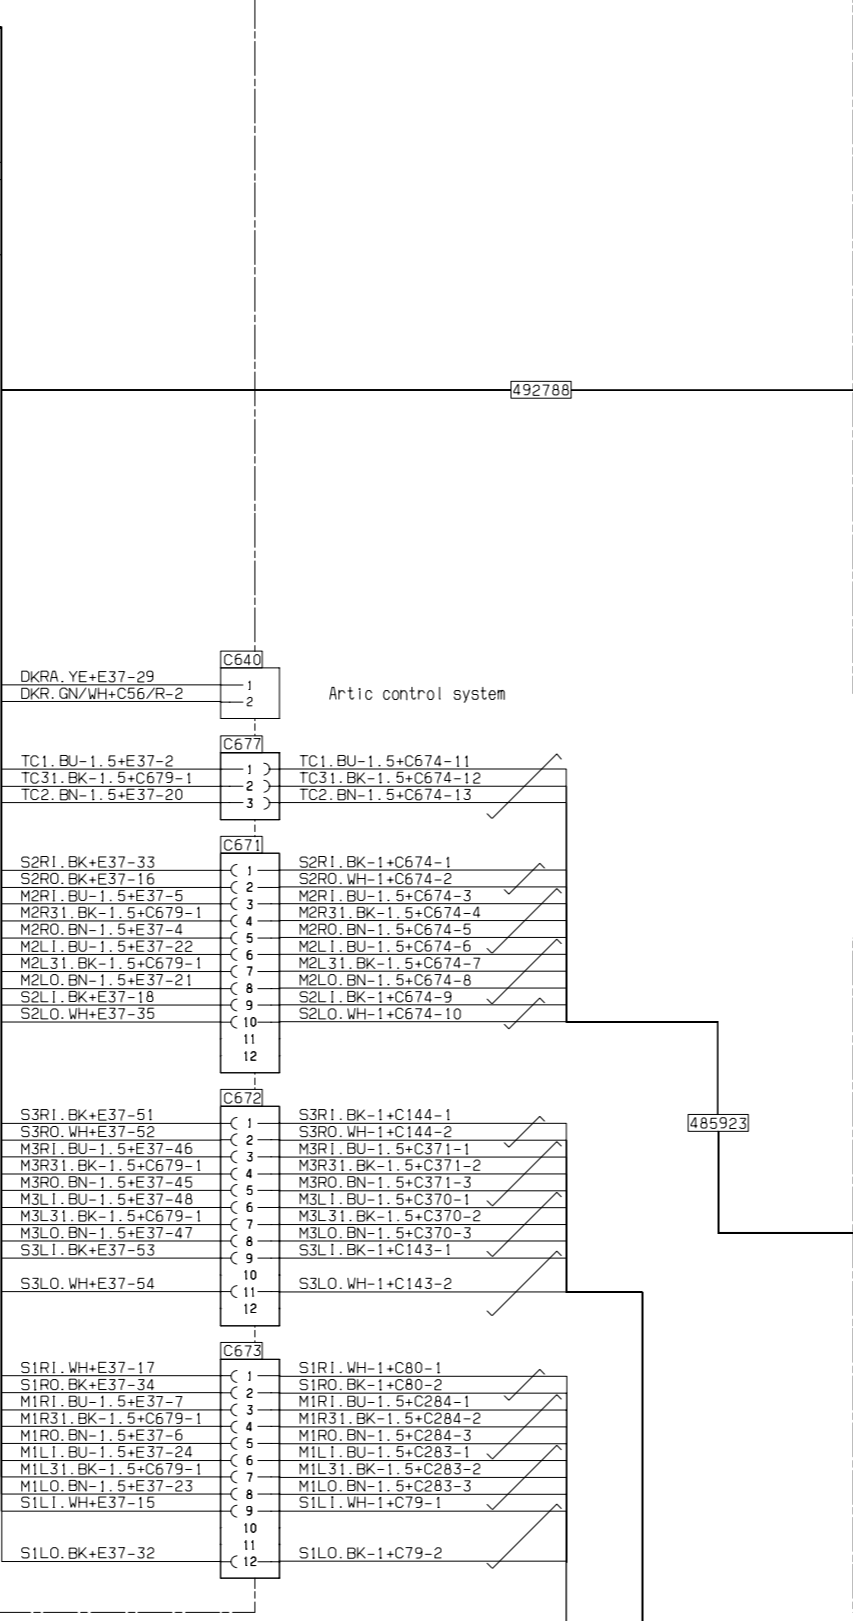 492788
C640
DKRA.YE+E37-29
1
DKR.GN/WH+C56/R-2
2
Artic control system
C677
TC1.BU-1.5+E37-2 1 TC1.BU-1.5+C674-11
TC31.BK-1.5+C679-1 2 TC31.BK-1.5+C674-12
TC2.BN-1.5+E37-20 3 TC2.BN-1.5+C674-13
C671
S2RI.BK+E37-33 1 S2RI.BK-1+C674-1
S2RO.BK+E37-16 2 S2RO.WH-1+C674-2
M2RI.BU-1.5+E37-5 3 M2RI.BU-1.5+C674-3
M2R31.BK-1.5+C679-1 4 M2R31.BK-1.5+C674-4
M2RO.BN-1.5+E37-4 5 M2RO.BN-1.5+C674-5
M2LI.BU-1.5+E37-22 6 M2LI.BU-1.5+C674-6
M2L31.BK-1.5+C679-1 7 M2L31.BK-1.5+C674-7
M2LO.BN-1.5+E37-21 8 M2LO.BN-1.5+C674-8
S2LI.BK+E37-18 9 S2LI.BK-1+C674-9
S2LO.WH+E37-35 10 S2LO.WH-1+C674-10
11
12
C672
S3RI.BK+E37-51 1 S3RI.BK-1+C144-1
485923
S3RO.WH+E37-52 2 S3RO.WH-1+C144-2
M3RI.BU-1.5+E37-46 3 M3RI.BU-1.5+C371-1
M3R31.BK-1.5+C679-1 4 M3R31.BK-1.5+C371-2
M3RO.BN-1.5+E37-45 5 M3RO.BN-1.5+C371-3
M3LI.BU-1.5+E37-48 6 M3LI.BU-1.5+C370-1
M3L31.BK-1.5+C679-1 7 M3L31.BK-1.5+C370-2
M3LO.BN-1.5+E37-47 8 M3LO.BN-1.5+C370-3
S3LI.BK+E37-53 9 S3LI.BK-1+C143-1
10
S3LO.WH+E37-54 11 S3LO.WH-1+C143-2
12
C673
S1RI.WH+E37-17 1 S1RI.WH-1+C80-1
S1RO.BK+E37-34 2 S1RO.BK-1+C80-2
M1RI.BU-1.5+E37-7 3 M1RI.BU-1.5+C284-1
M1R31.BK-1.5+C679-1 4 M1R31.BK-1.5+C284-2
M1RO.BN-1.5+E37-6 5 M1RO.BN-1.5+C284-3
M1LI.BU-1.5+E37-24 6 M1LI.BU-1.5+C283-1
M1L31.BK-1.5+C679-1 7 M1L31.BK-1.5+C283-2
M1LO.BN-1.5+E37-23 8 M1LO.BN-1.5+C283-3
S1LI.WH+E37-15 9 S1LI.WH-1+C79-1
10
11
S1LO.BK+E37-32 12 S1LO.BK-1+C79-2